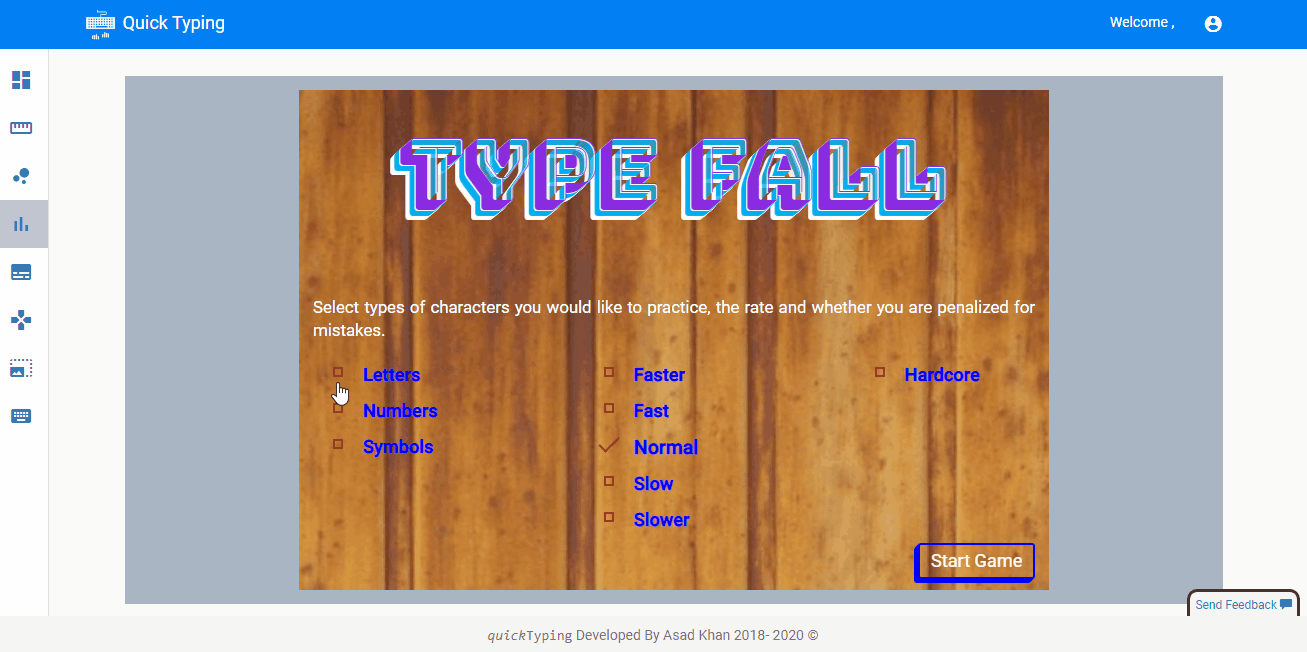 Quick Typing
Welcome ,
TYPE FALL
Select types of characters you would like to practice, the rate and whether you are penalized for
mistakes.
Letters
Faster
Hardcore
Numbers
Fast
Symbols
Normal
Slow
Slower
Start Game
Send Feedback
quickTyping Developed By Asad Khan 2018- 2020 ©